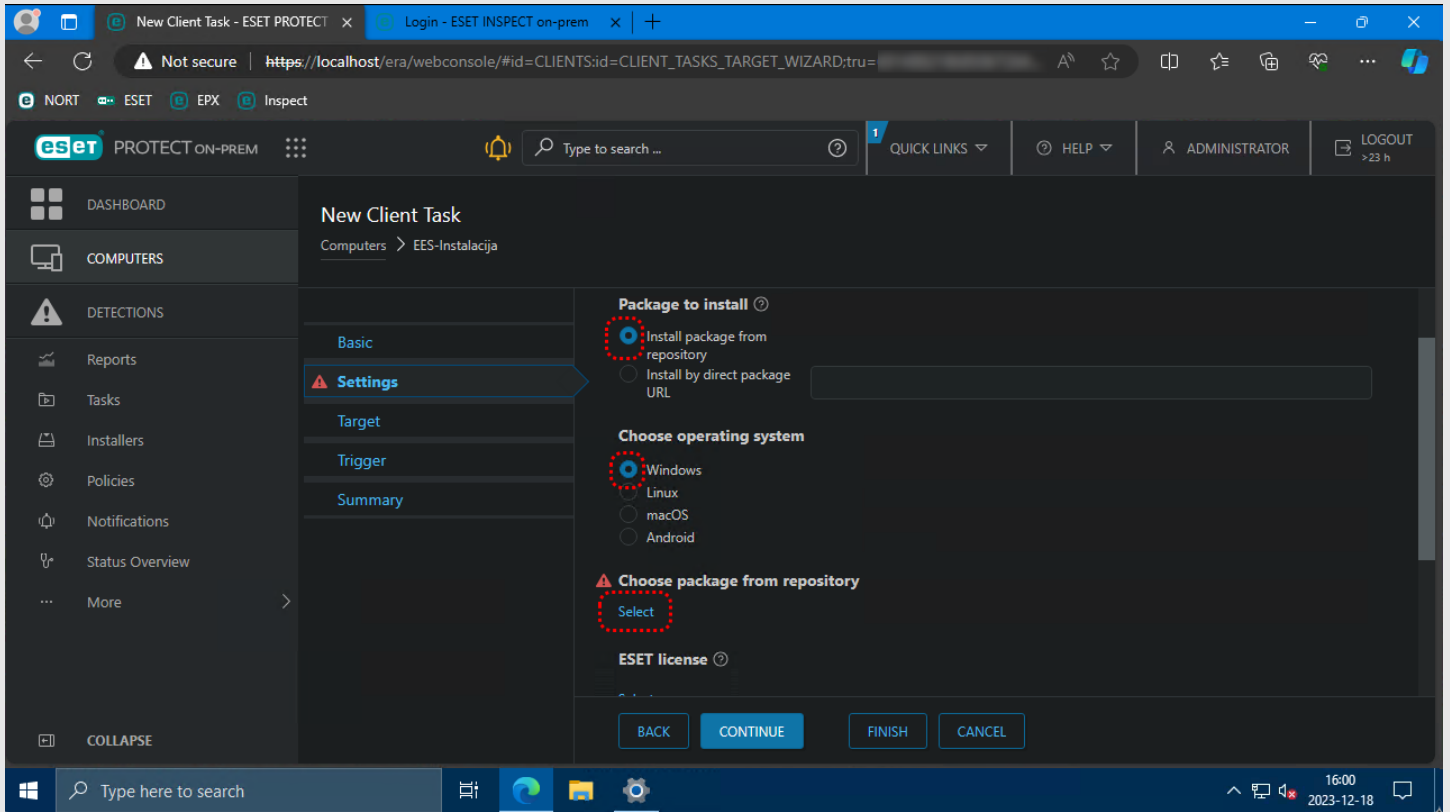 New Client Task - ESET PROTECT
Login - ESET INSPECT on-prem
Not secure
https://localhost/era/webconsole/#id=CLIENTS:id=CLIENT_TASKS_TARGET_WIZARD;tru=
NORT
ESET
EPX
Inspect
eset PROTECT ON-PREM
Type to search ...
1
QUICK LINKS
HELP
ADMINISTRATOR
LOGOUT
>23 h
DASHBOARD
COMPUTERS
DETECTIONS
Reports
Tasks
Installers
Policies
Notifications
Status Overview
More
COLLAPSE
New Client Task
Computers > EES-Instalacija
Basic
Settings
Target
Trigger
Summary
Package to install
Install package from
repository
Install by direct package
URL
Choose operating system
Windows
Linux
macOS
Android
Choose package from repository
Select
ESET license
BACK
CONTINUE
FINISH
CANCEL
Type here to search
16:00
2023-12-18